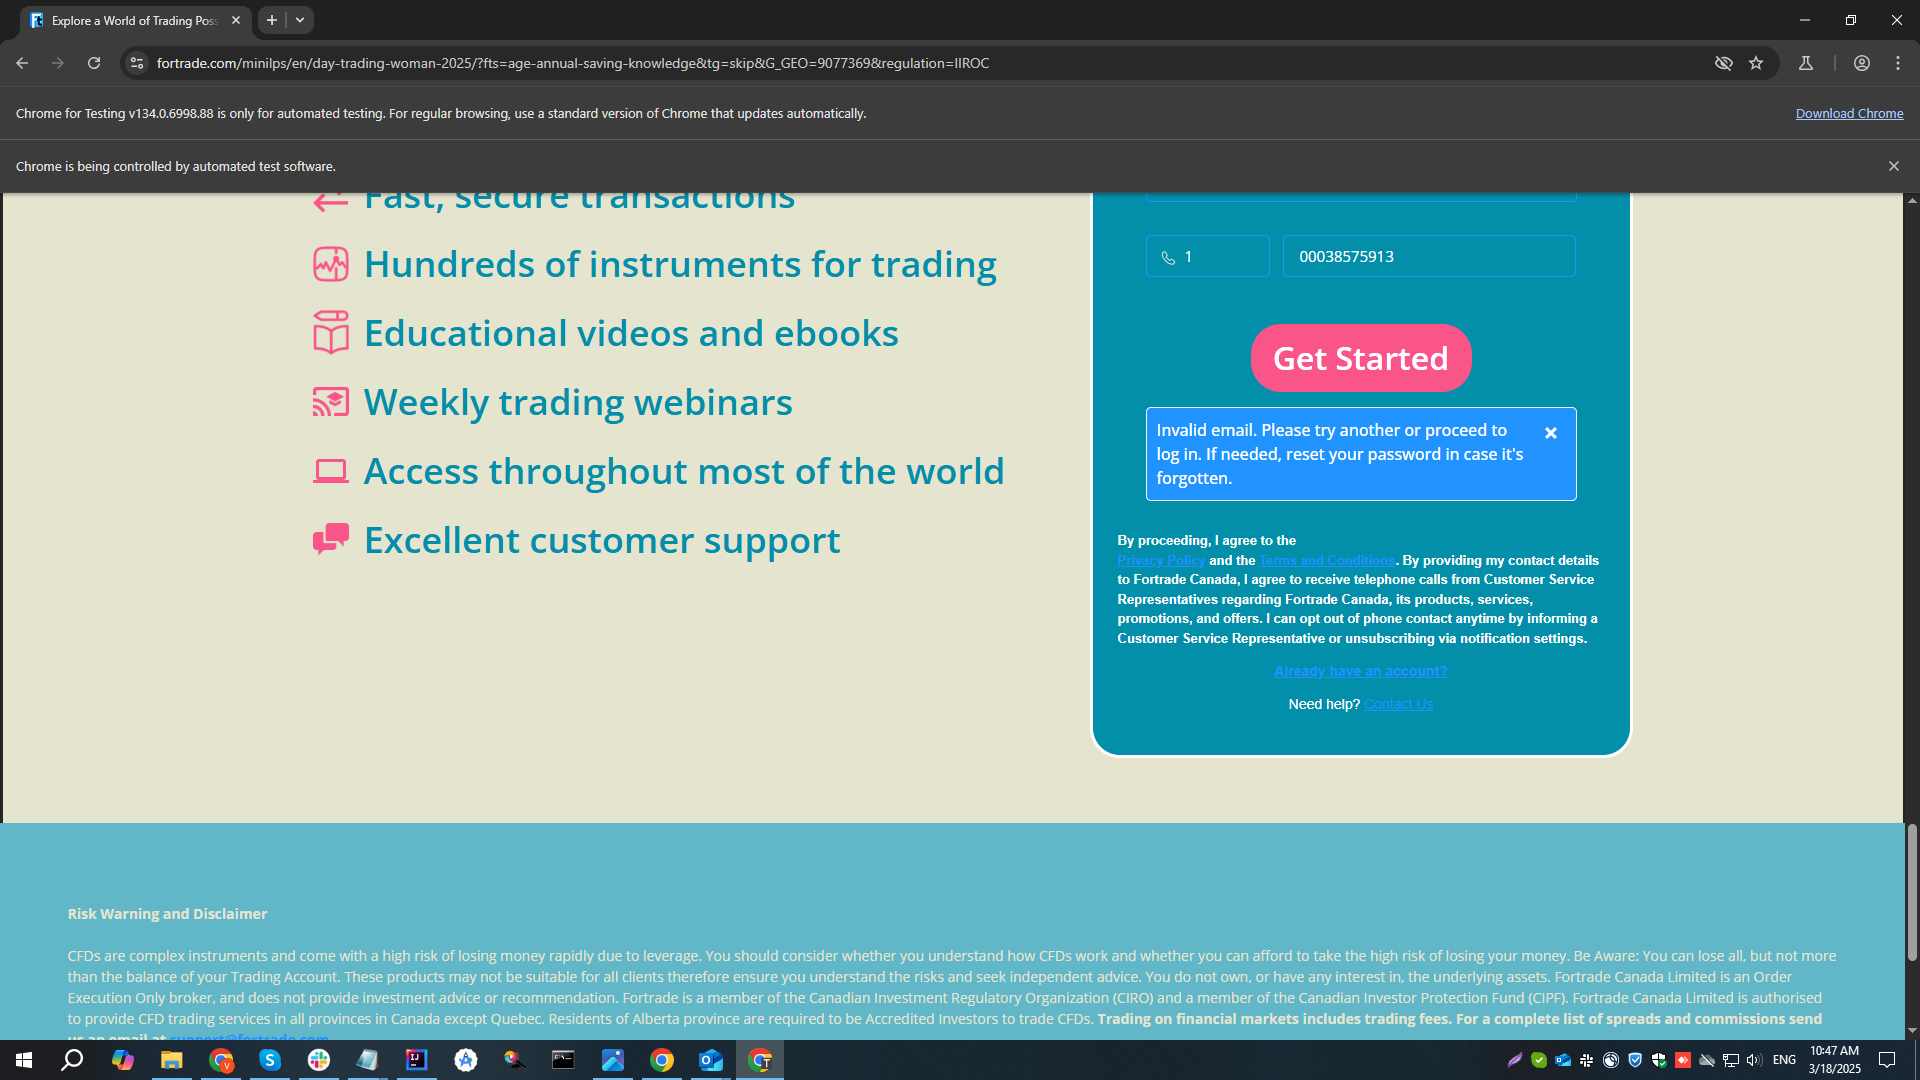 Explore a World of Trading Poss
fortrade.com/minilps/en/day-trading-woman-2025/?fts=age-annual-saving-knowledge&tg=skip&G_GEO=9077369&regulation=IIROC
Chrome for Testing v134.0.6998.88 is only for automated testing. For regular browsing, use a standard version of Chrome that updates automatically.
Download Chrome
Chrome is being controlled by automated test software.
Fast, secure transactions
Hundreds of instruments for trading
Educational videos and ebooks
Weekly trading webinars
Access throughout most of the world
Excellent customer support
1
00038575913
Get Started
Invalid email. Please try another or proceed to
log in. If needed, reset your password in case it's
forgotten.
By proceeding, I agree to the
Privacy Policy and the Terms and Conditions. By providing my contact details
to Fortrade Canada, I agree to receive telephone calls from Customer Service
Representatives regarding Fortrade Canada, its products, services,
promotions, and offers. I can opt out of phone contact anytime by informing a
Customer Service Representative or unsubscribing via notification settings.
Already have an account?
Need help? Contact Us
Risk Warning and Disclaimer
CFDs are complex instruments and come with a high risk of losing money rapidly due to leverage. You should consider whether you understand how CFDs work and whether you can afford to take the high risk of losing your money. Be Aware: You can lose all, but not more
than the balance of your Trading Account. These products may not be suitable for all clients therefore ensure you understand the risks and seek independent advice. You do not own, or have any interest in, the underlying assets. Fortrade Canada Limited is an Order
Execution Only broker, and does not provide investment advice or recommendation. Fortrade is a member of the Canadian Investment Regulatory Organization (CIRO) and a member of the Canadian Investor Protection Fund (CIPF). Fortrade Canada Limited is authorised
to provide CFD trading services in all provinces in Canada except Quebec. Residents of Alberta province are required to be Accredited Investors to trade CFDs. Trading on financial markets includes trading fees. For a complete list of spreads and commissions send
us an email at support@fortrade.com
ENG
10:47 AM
3/18/2025